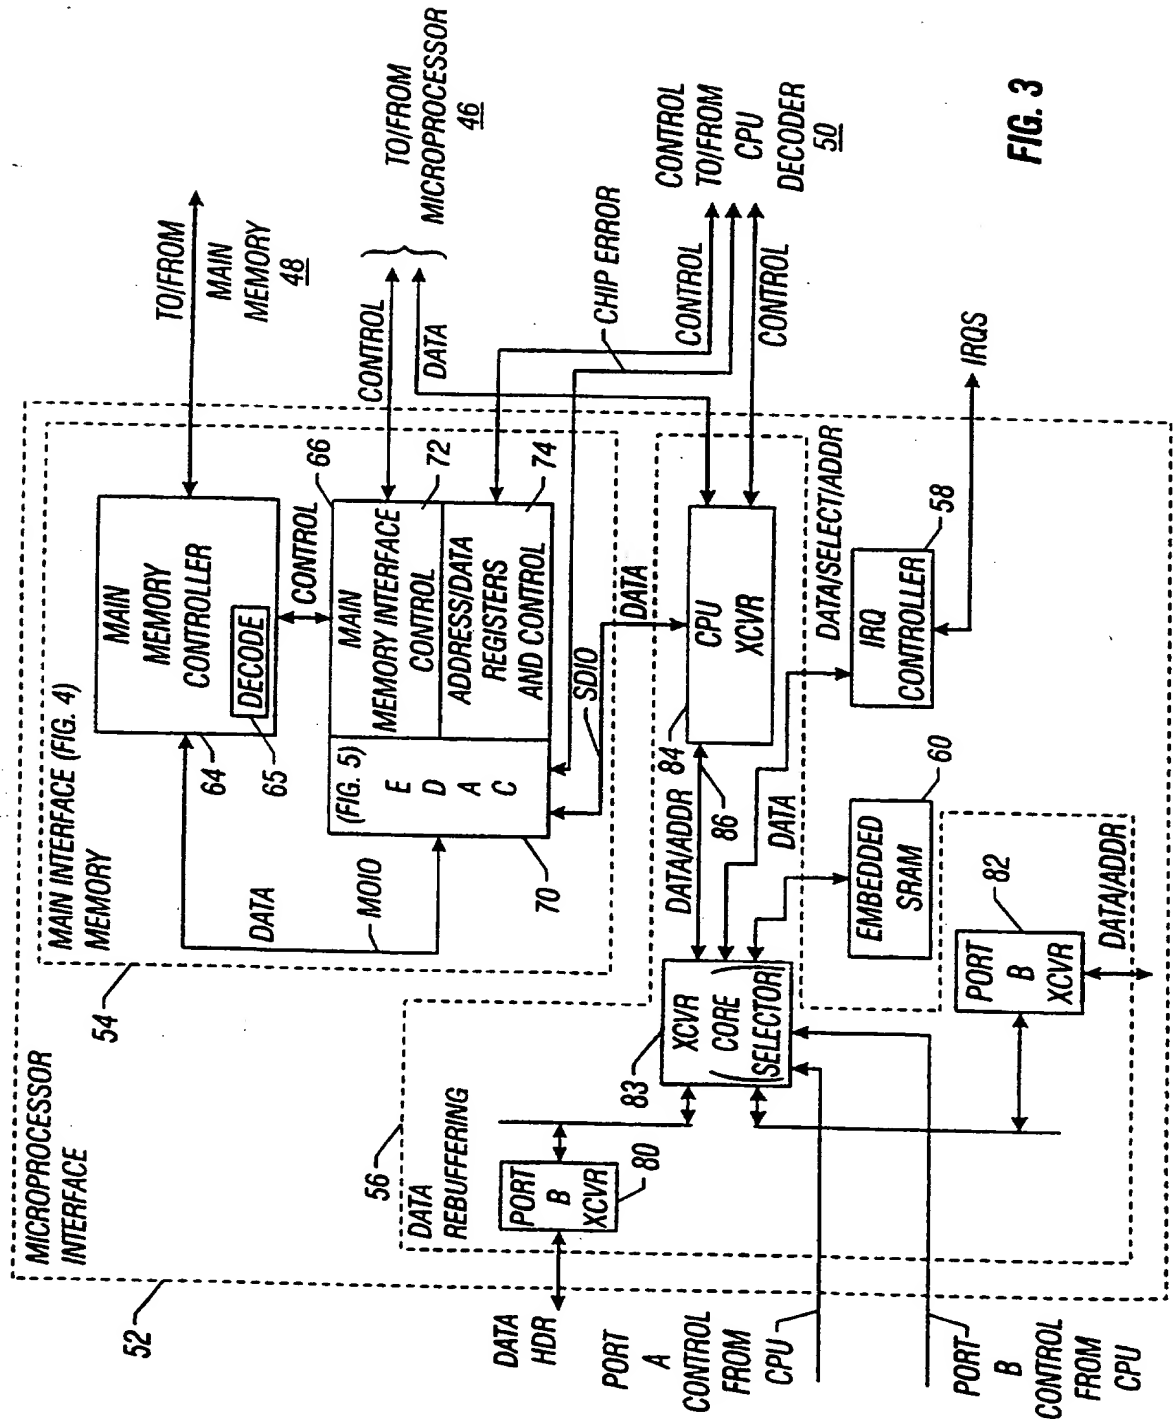 MICROPROCESSOR
INTERFACE
52
54
MAIN INTERFACE (FIG. 4)
MEMORY
MAIN
MEMORY
CONTROLLER
DECODE
64
65
TO/FROM
MAIN
MEMORY
48
DATA
MOIO
CONTROL
66
(FIG. 5)
E
D
A
C
70
MAIN
MEMORY INTERFACE
CONTROL
72
ADDRESS/DATA
REGISTERS
AND CONTROL
74
CONTROL
DATA
TO/FROM
MICROPROCESSOR
46
SDIO
DATA
CHIP ERROR
CONTROL
CONTROL
CONTROL
TO/FROM
CPU
DECODER
50
56
DATA
REBUFFERING
PORT
B
XCVR
80
DATA
HDR
83
XCVR
CORE
(SELECTOR)
DATA/ADDR
86
84
CPU
XCVR
DATA
DATA/SELECT/ADDR
IRQ
CONTROLLER
58
IRQS
EMBEDDED
SRAM
60
PORT
B
XCVR
82
DATA/ADDR
PORT
A
CONTROL
FROM
CPU
PORT
B
CONTROL
FROM
CPU
FIG. 3